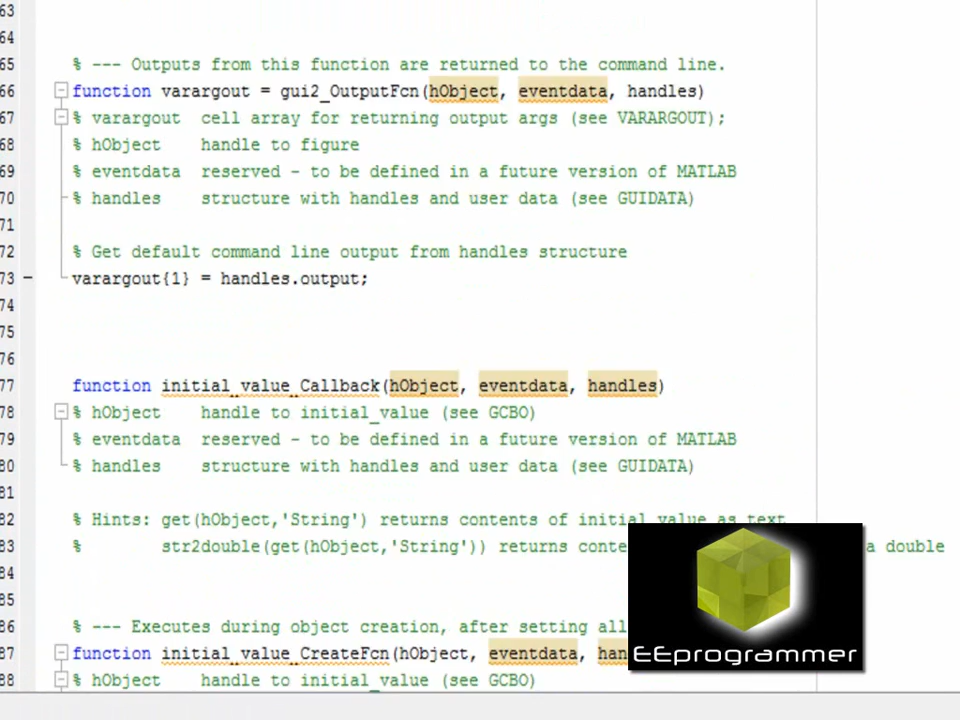 63
64
65 % --- Outputs from this function are returned to the command line.
66 function varargout = gui2_OutputFcn(hObject, eventdata, handles)
67 % varargout  cell array for returning output args (see VARARGOUT);
68 % hObject    handle to figure
69 % eventdata  reserved - to be defined in a future version of MATLAB
70 % handles    structure with handles and user data (see GUIDATA)
71
72 % Get default command line output from handles structure
73 - varargout{1} = handles.output;
74
75
76
77 function initial_value_Callback(hObject, eventdata, handles)
78 % hObject    handle to initial_value (see GCBO)
79 % eventdata  reserved - to be defined in a future version of MATLAB
80 % handles    structure with handles and user data (see GUIDATA)
81
82 % Hints: get(hObject,'String') returns contents of initial_value as text
83 %        str2double(get(hObject,'String')) returns conte a double
84
85
86 % --- Executes during object creation, after setting all
87 function initial_value_CreateFcn(hObject, eventdata, han
88 % hObject    handle to initial_value (see GCBO)
EEprogrammer